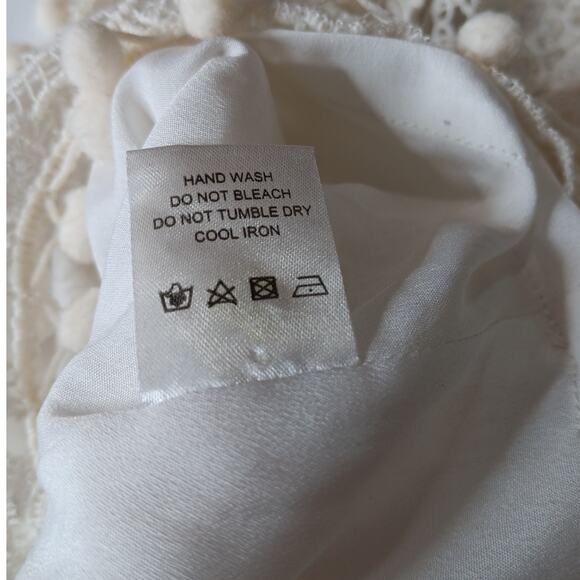 HAND WASH
DO NOT BLEACH
DO NOT TUMBLE DRY
COOL IRON